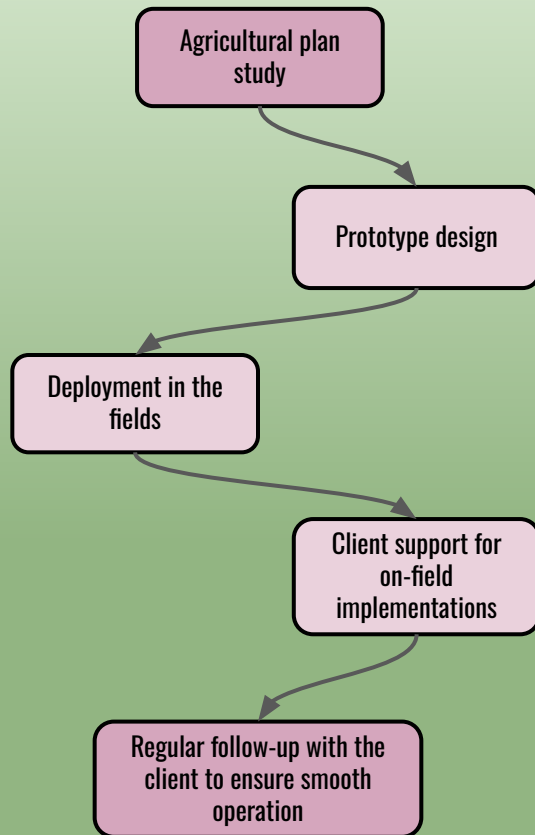 Agricultural plan
study
Prototype design
Deployment in the
fields
Client support for
on-field
implementations
Regular follow-up with the
client to ensure smooth
operation